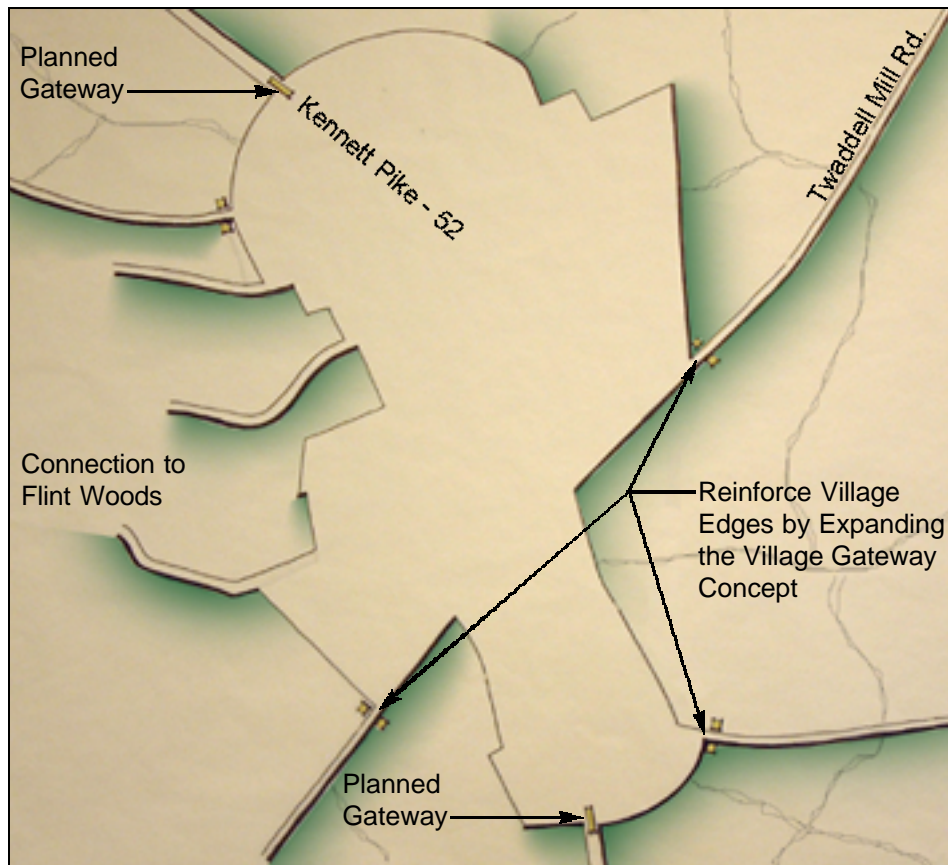 Planned
Gateway
Kennett Pike - 52
Twaddell Mill Rd.
Connection to
Flint Woods
Reinforce Village
Edges by Expanding
the Village Gateway
Concept
Planned
Gateway